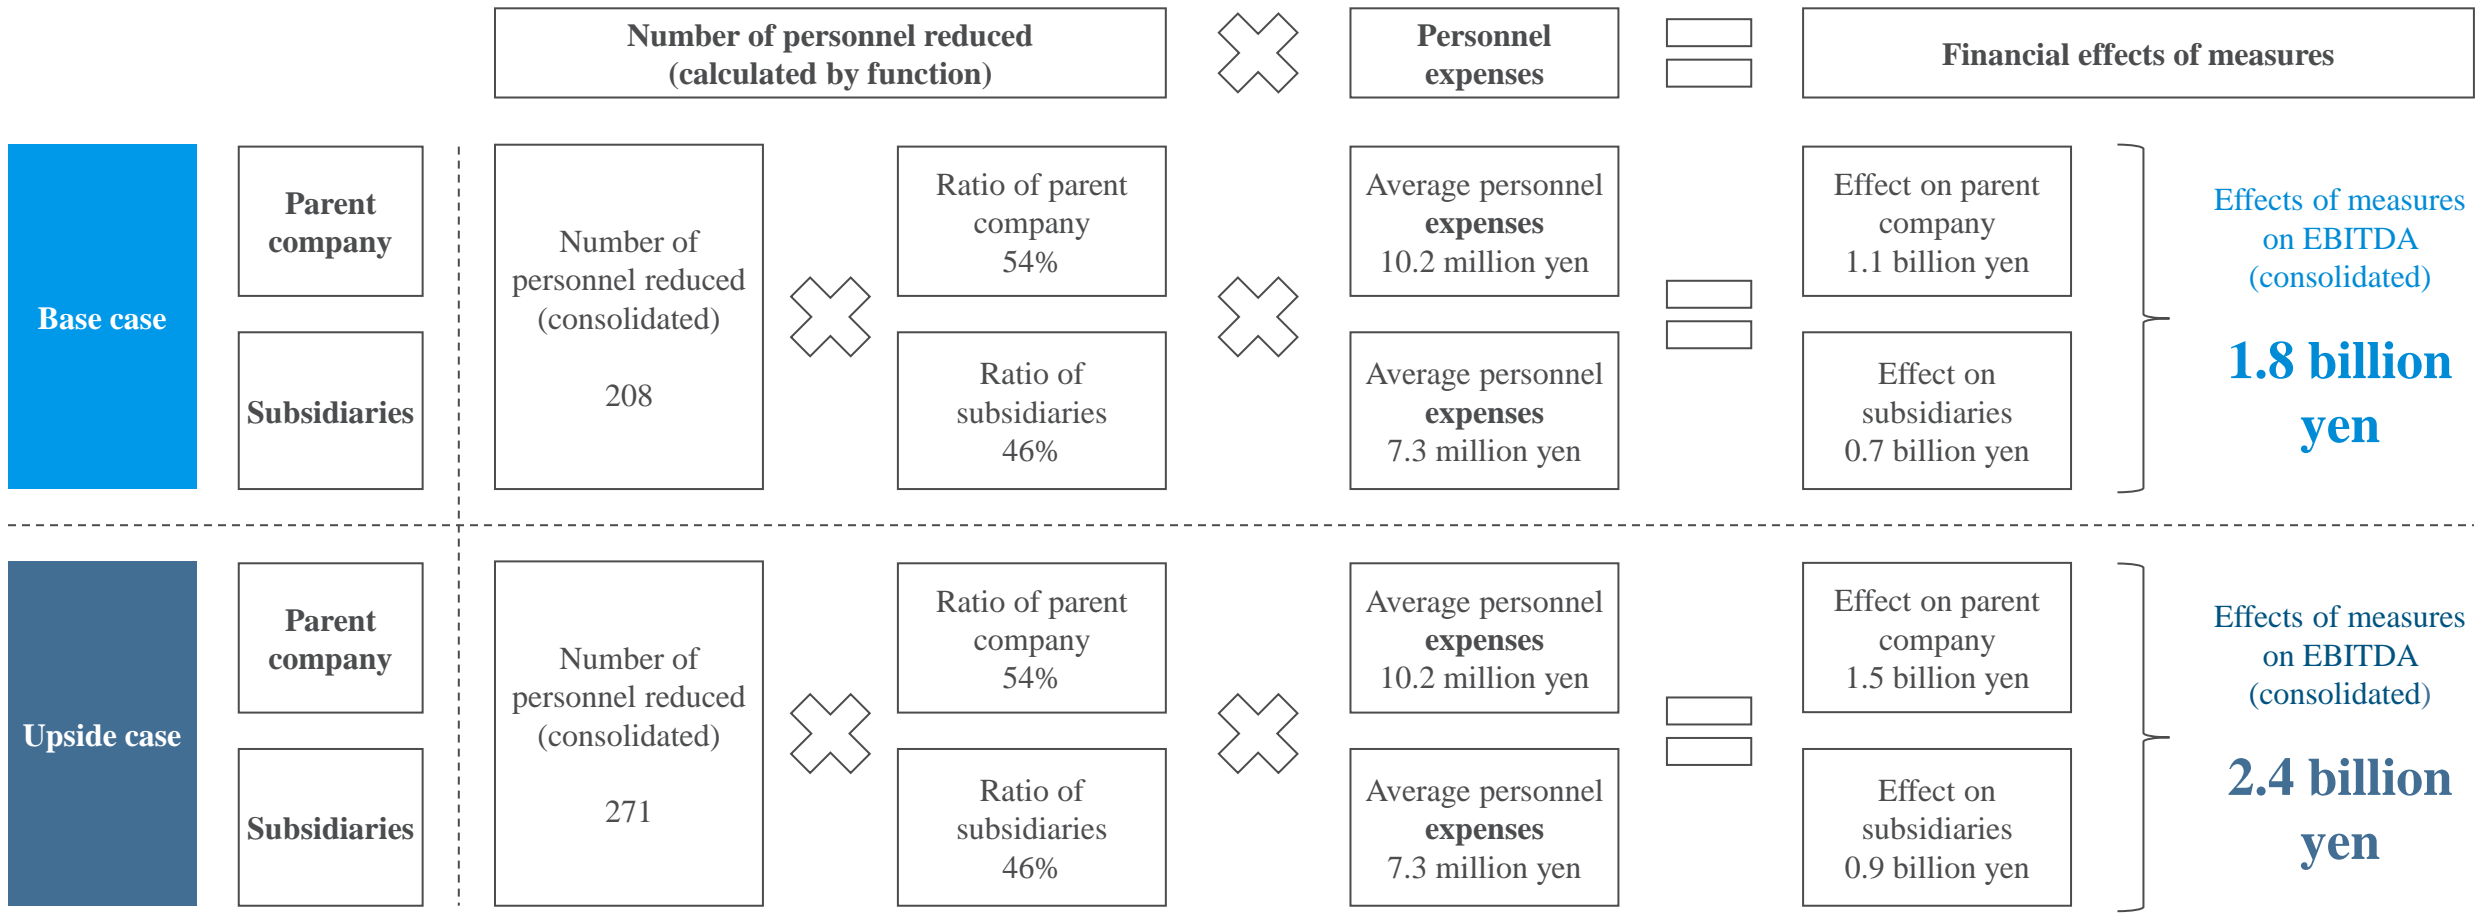 Number of personnel reduced
(calculated by function)
Personnel
expenses
Financial effects of measures
Base case
Parent
company
Subsidiaries
Number of
personnel reduced
(consolidated)
208
Ratio of parent
company
54%
Ratio of
subsidiaries
46%
Average personnel
expenses
10.2 million yen
Average personnel
expenses
7.3 million yen
Effect on parent
company
1.1 billion yen
Effect on
subsidiaries
0.7 billion yen
Effects of measures
on EBITDA
(consolidated)
1.8 billion
yen
Upside case
Parent
company
Subsidiaries
Number of
personnel reduced
(consolidated)
271
Ratio of parent
company
54%
Ratio of
subsidiaries
46%
Average personnel
expenses
10.2 million yen
Average personnel
expenses
7.3 million yen
Effect on parent
company
1.5 billion yen
Effect on
subsidiaries
0.9 billion yen
Effects of measures
on EBITDA
(consolidated)
2.4 billion
yen